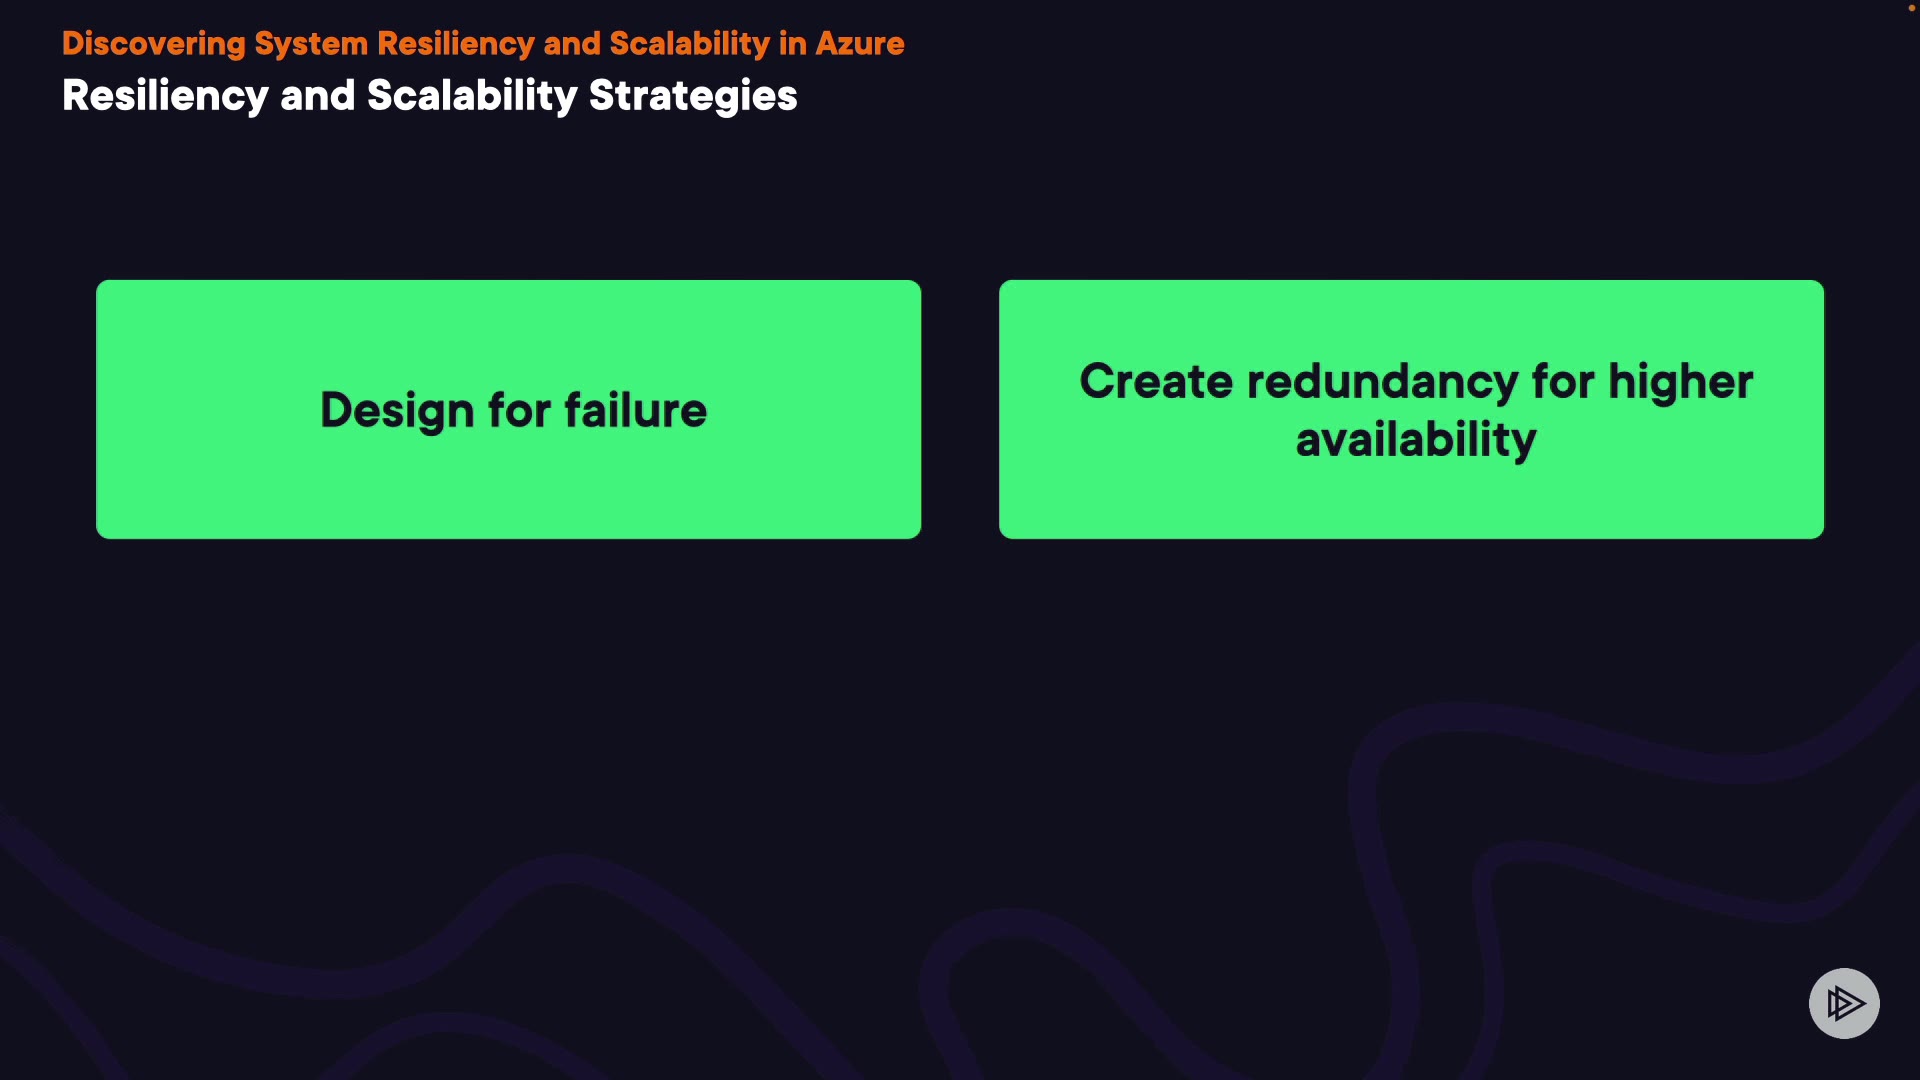 Discovering System Resiliency and Scalability in Azure
Resiliency and Scalability Strategies
Design for failure
Create redundancy for higher
availability